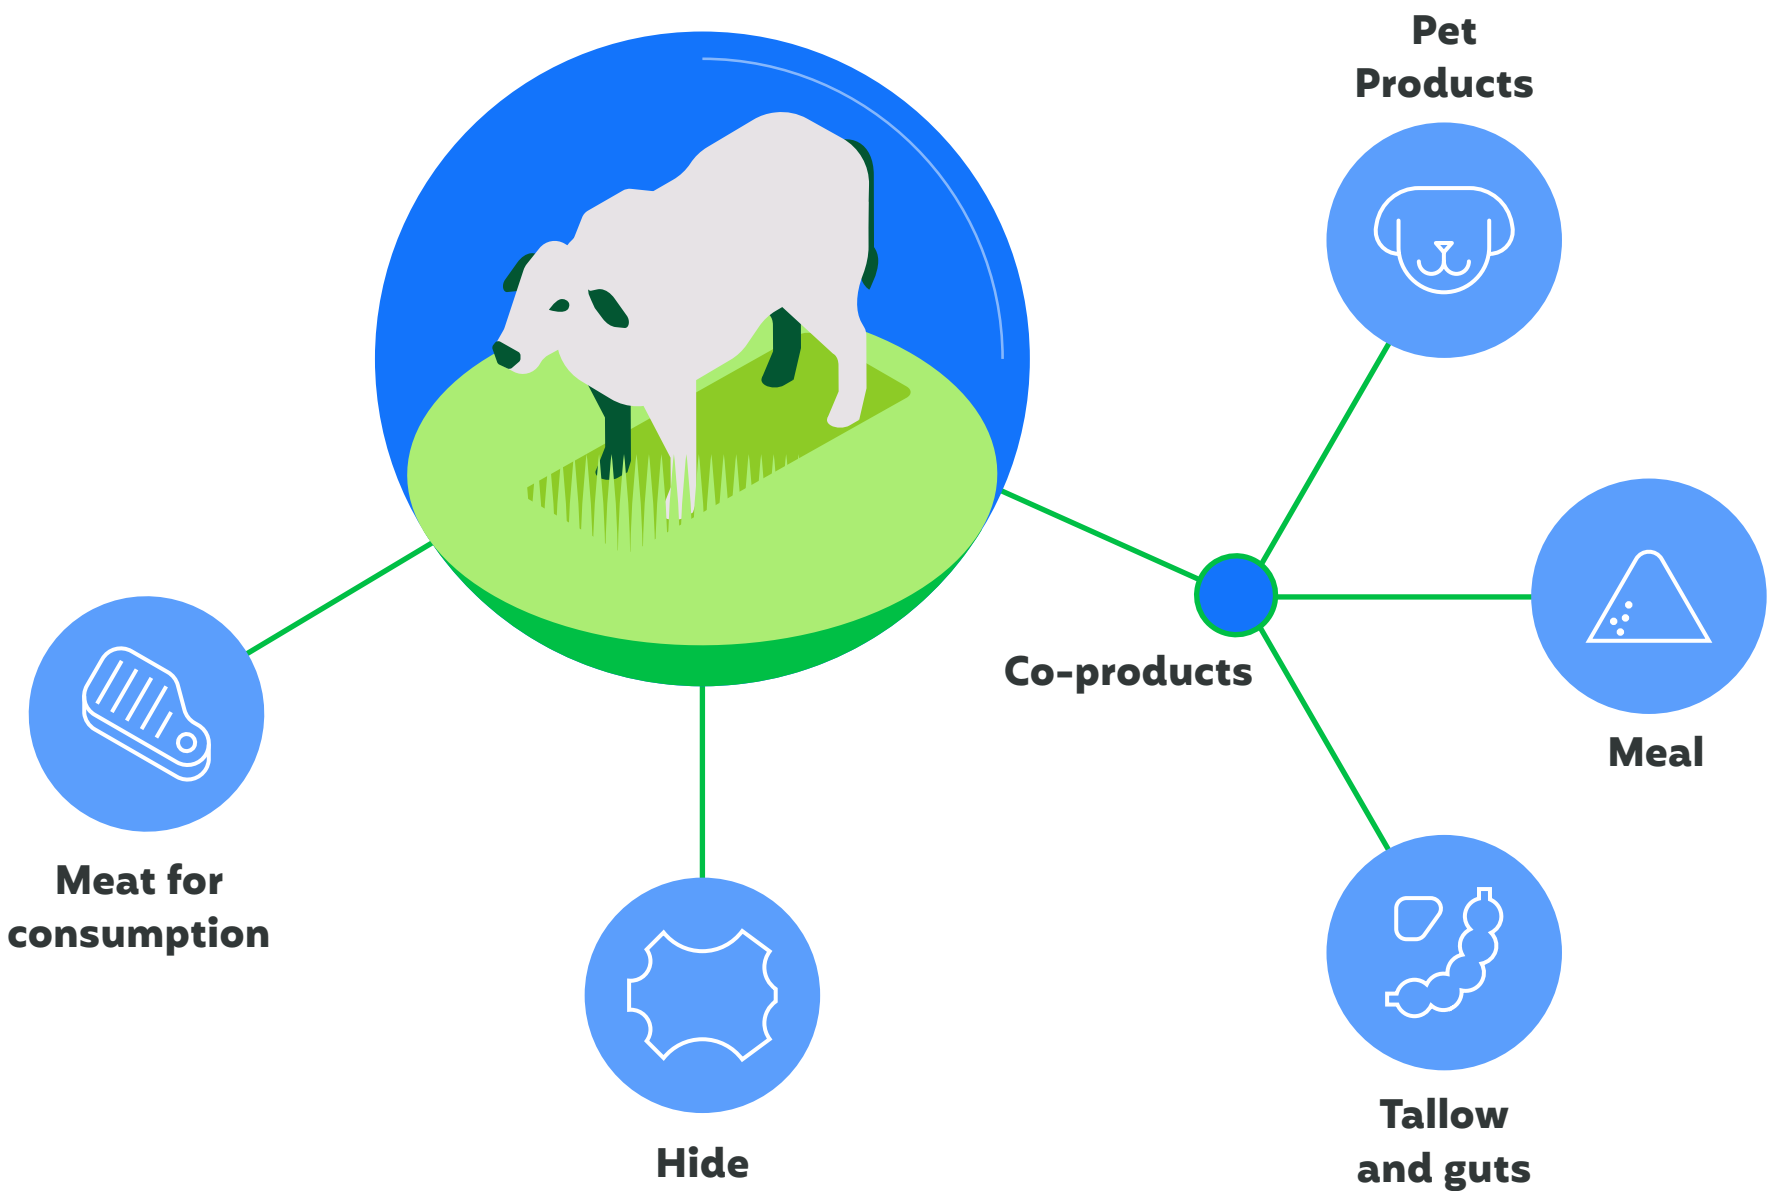 Pet
Products
Co-products
Meal
Meat for
consumption
Hide
Tallow
and guts